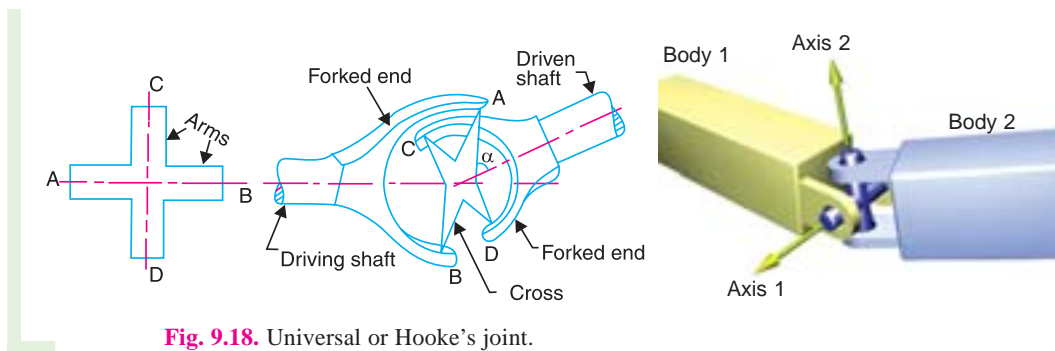 C
Arms
A
B
D
Forked end
Driven
shaft
A
C
α
Driving shaft
B
D
Forked end
Cross
Body 1
Axis 2
Body 2
Axis 1
Fig. 9.18. Universal or Hooke's joint.